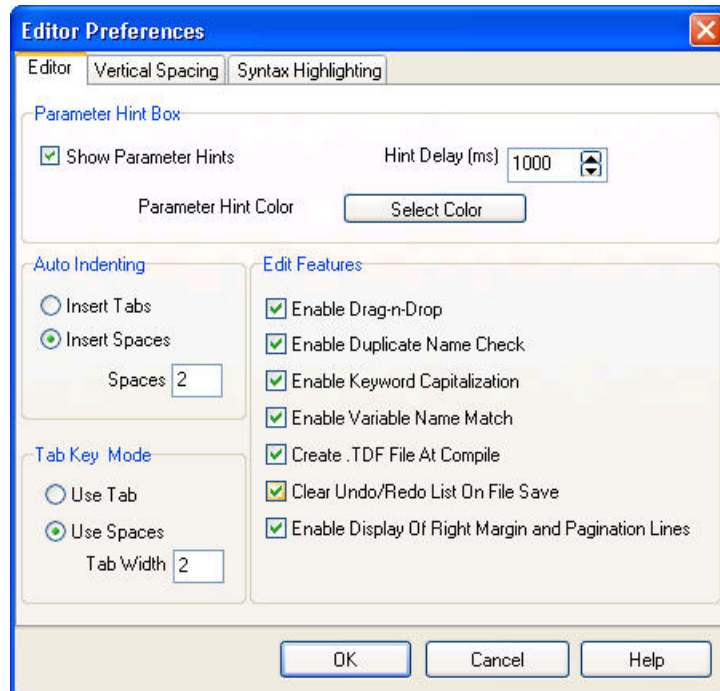 Editor Preferences
Editor Vertical Spacing Syntax Highlighting
Parameter Hint Box
Show Parameter Hints Hint Delay (ms) 1000
Parameter Hint Color Select Color
Auto Indenting
Insert Tabs
Insert Spaces
Spaces 2
Tab Key Mode
Use Tab
Use Spaces
Tab Width 2
Edit Features
Enable Drag-n-Drop
Enable Duplicate Name Check
Enable Keyword Capitalization
Enable Variable Name Match
Create .TDF File At Compile
Clear Undo/Redo List On File Save
Enable Display Of Right Margin and Pagination Lines
OK Cancel Help